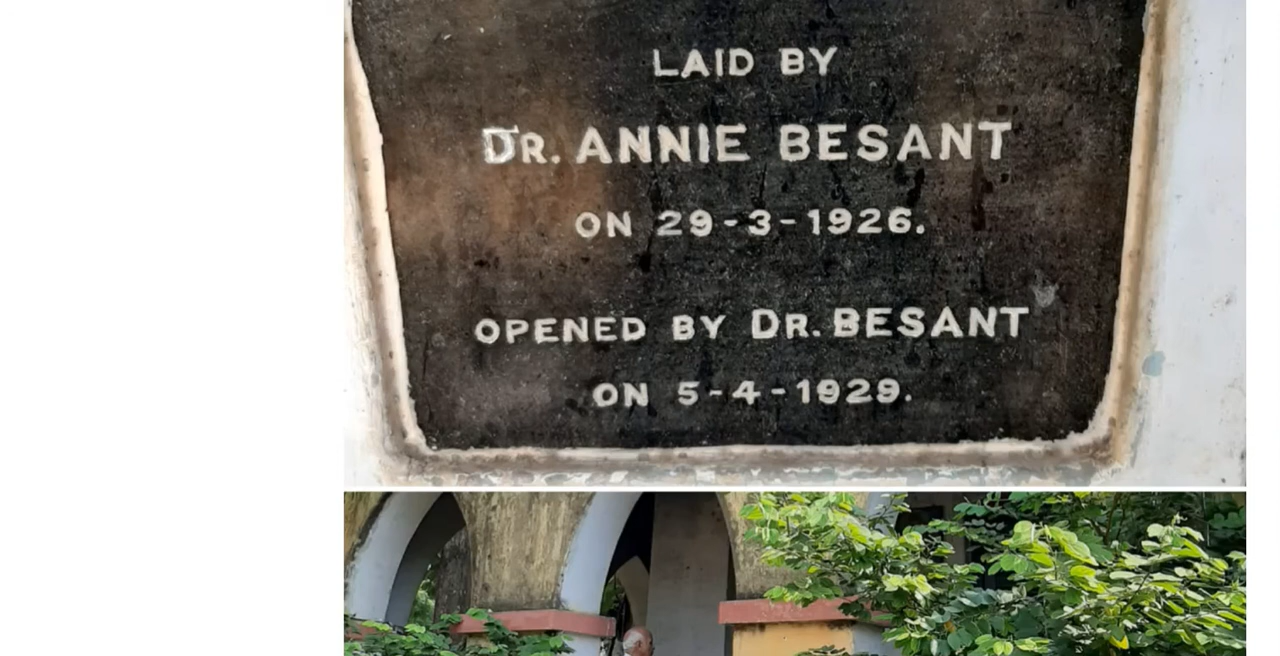 LAID BY
DR. ANNIE BESANT
ON 29-3-1926.
OPENED BY DR. BESANT
ON 5-4-1929.